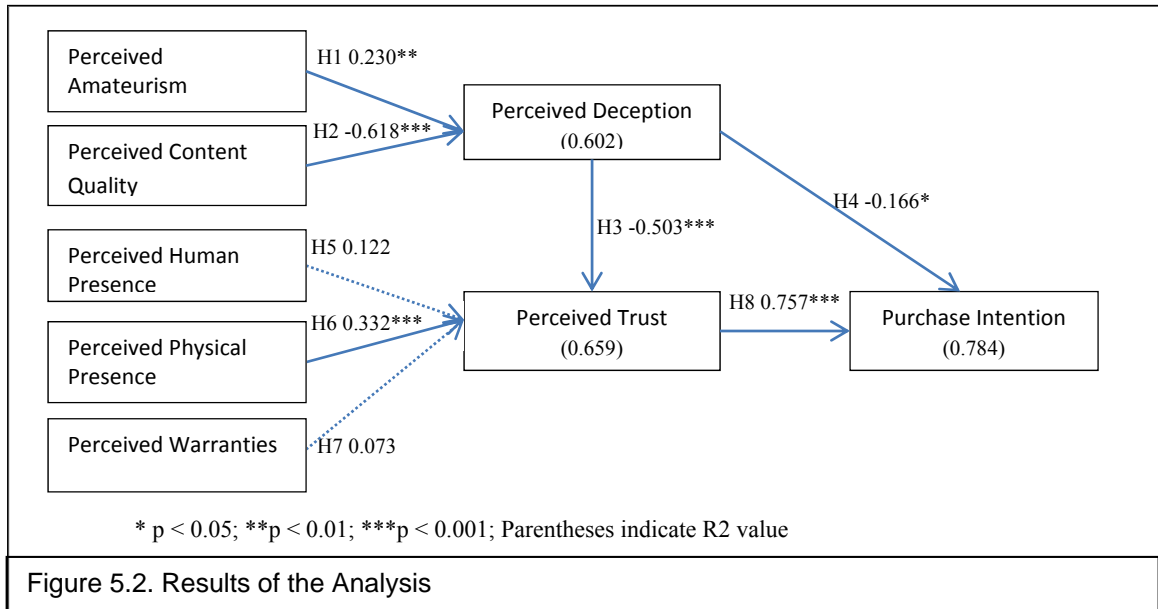 Perceived
Amateurism
H1 0.230**
Perceived Content
Quality
H2 -0.618***
Perceived Deception
(0.602)
H3 -0.503***
H4 -0.166*
Perceived Human
Presence
H5 0.122
Perceived Physical
Presence
H6 0.332***
Perceived Warranties
H7 0.073
Perceived Trust
(0.659)
H8 0.757***
Purchase Intention
(0.784)
* p < 0.05; **p < 0.01; ***p < 0.001; Parentheses indicate R2 value
Figure 5.2. Results of the Analysis